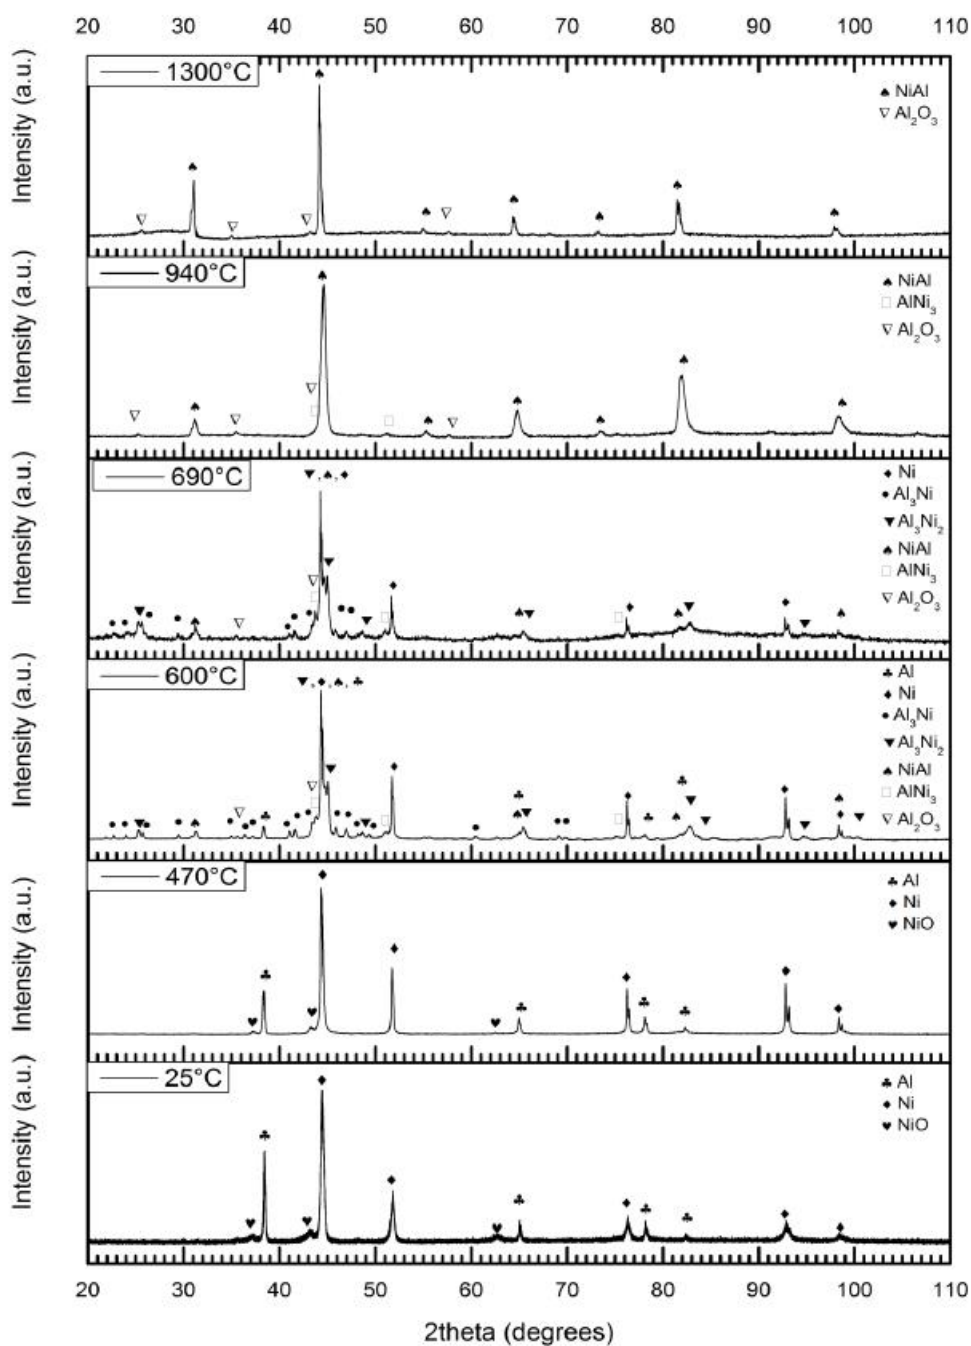 20 30 40 50 60 70 80 90 100 110
Intensity (a.u.)
1300°C
♠ NiAl
▽ Al₂O₃
Intensity (a.u.)
940°C
♠ NiAl
□ AlNi₃
▽ Al₂O₃
Intensity (a.u.)
690°C
▼,♠,♦
♦ Ni
● Al₃Ni
▼ Al₃Ni₂
♠ NiAl
□ AlNi₃
▽ Al₂O₃
Intensity (a.u.)
600°C
▼,♦,♠,♣
♣ Al
♦ Ni
● Al₃Ni
▼ Al₃Ni₂
♠ NiAl
□ AlNi₃
▽ Al₂O₃
Intensity (a.u.)
470°C
♣ Al
♦ Ni
♥ NiO
Intensity (a.u.)
25°C
♣ Al
♦ Ni
♥ NiO
20 30 40 50 60 70 80 90 100 110
2theta (degrees)